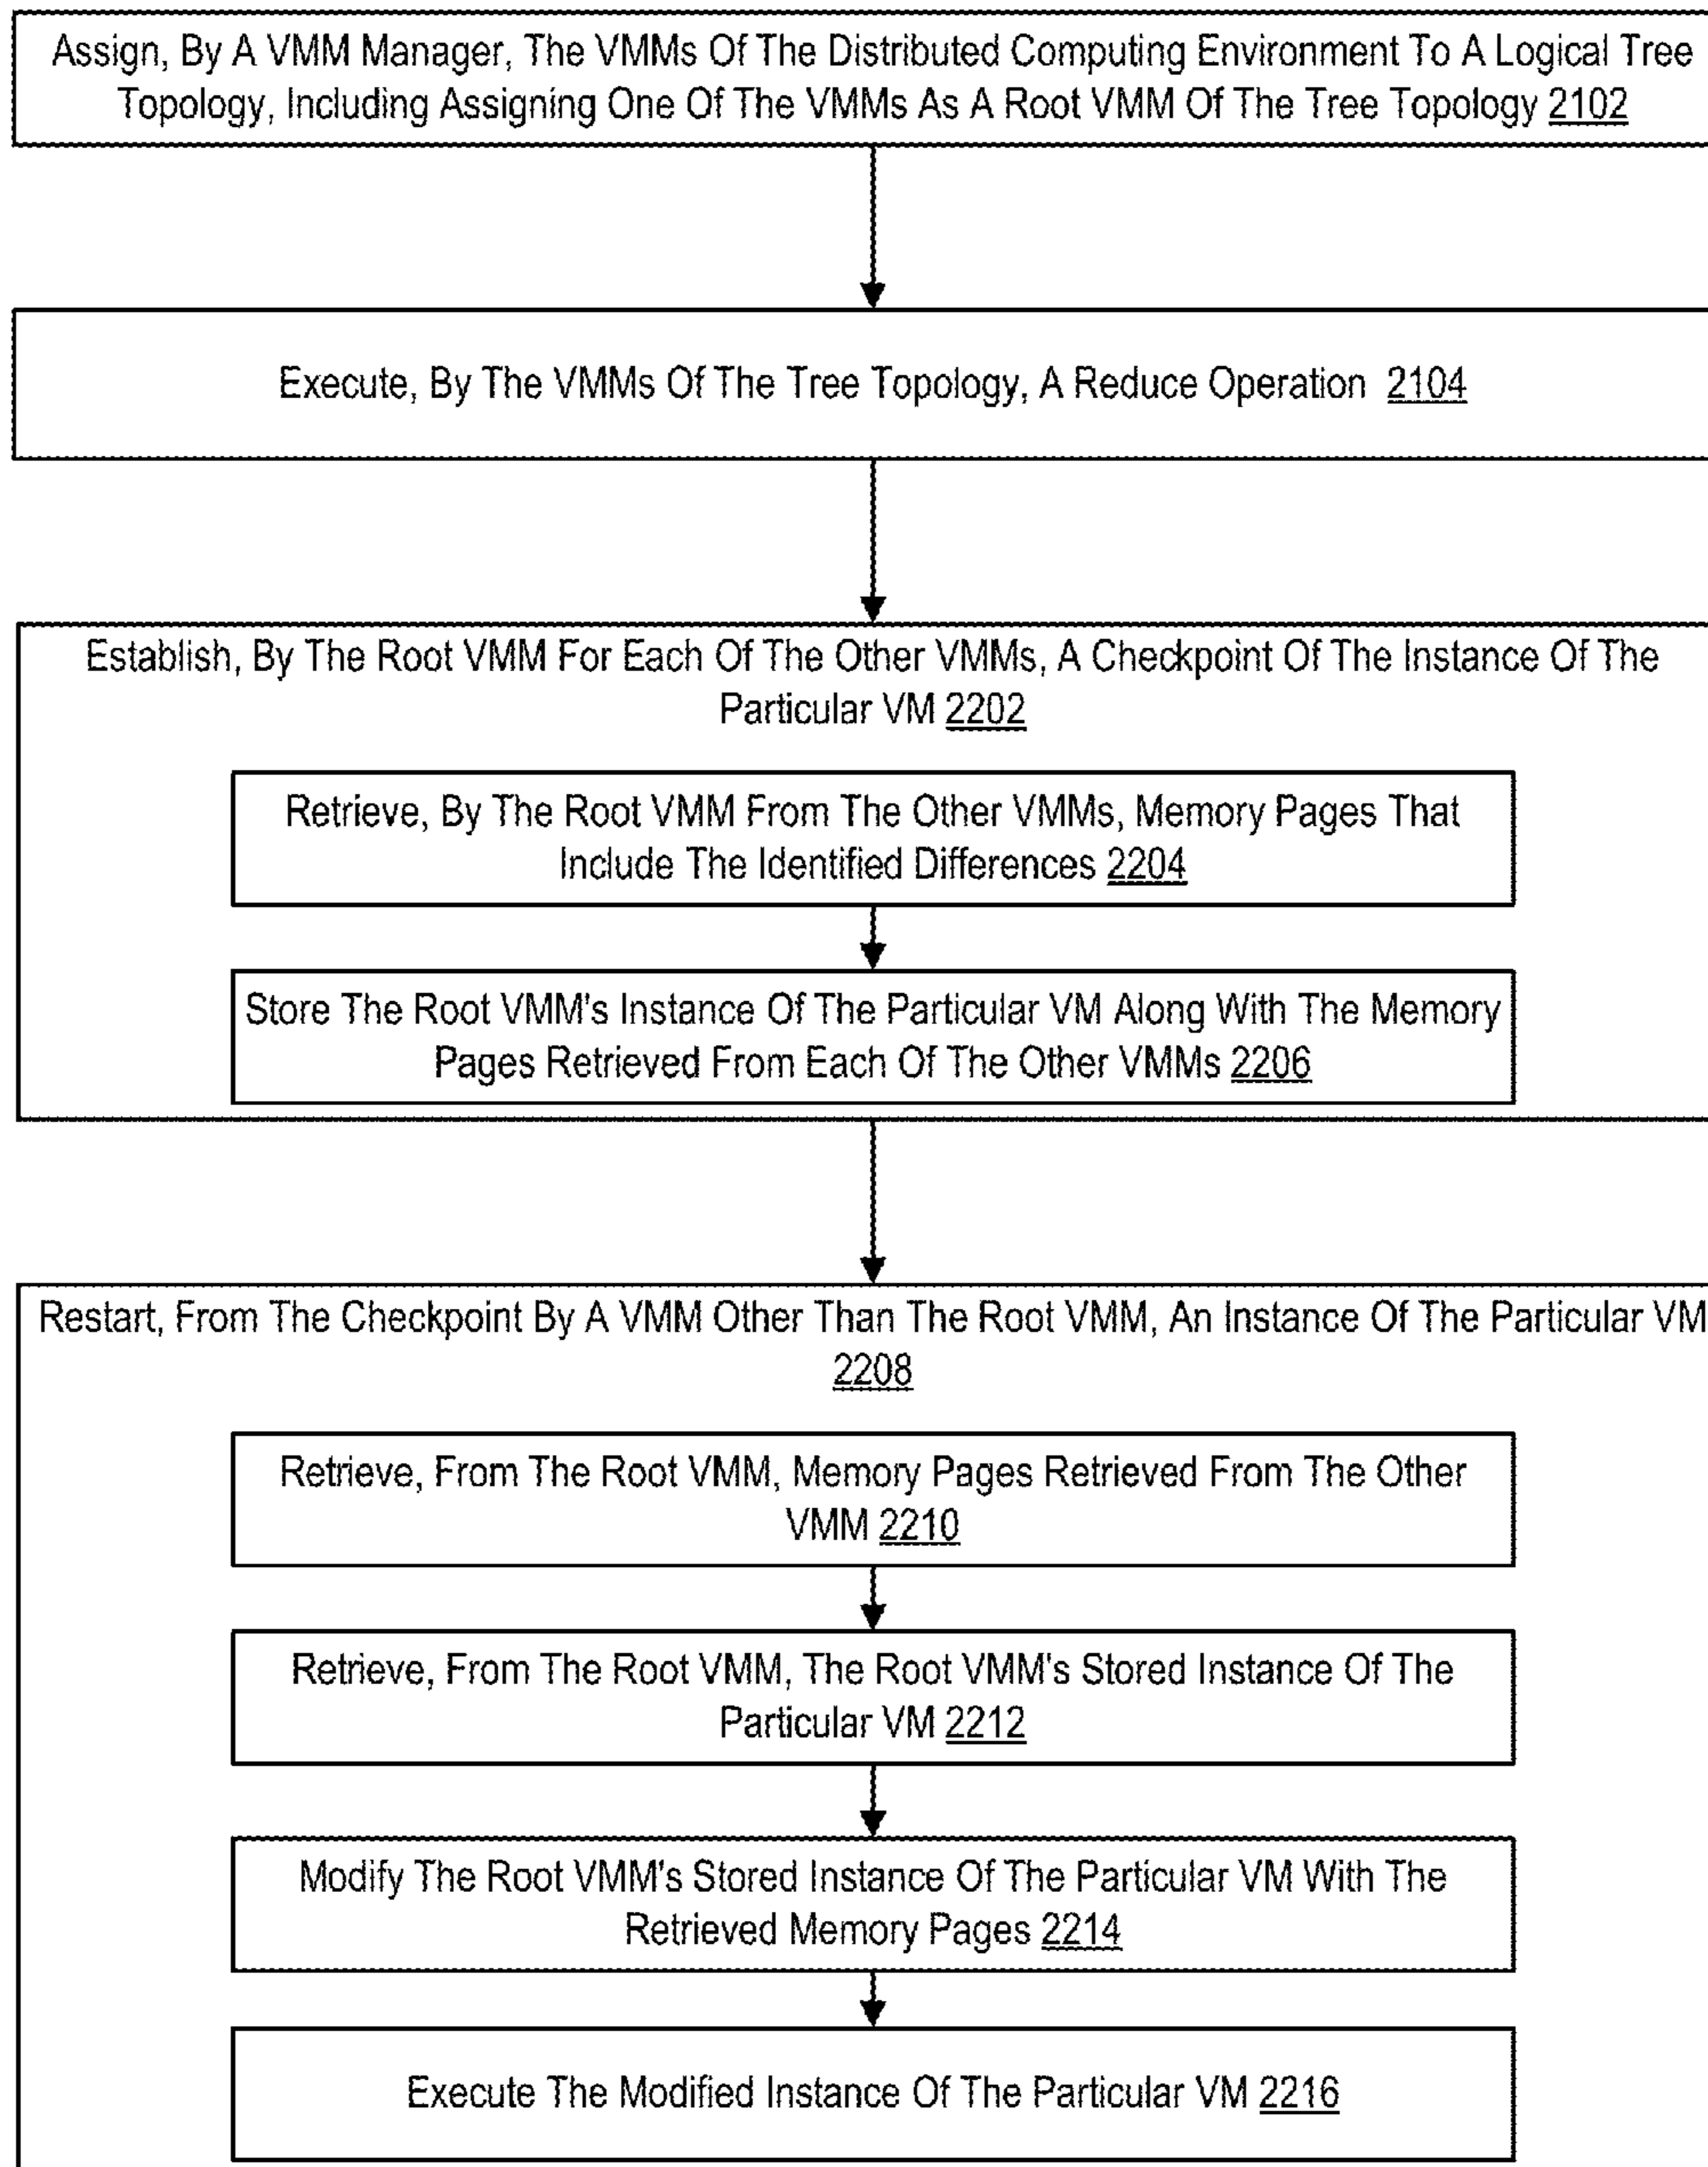 Assign, By A VMM Manager, The VMMs Of The Distributed Computing Environment To A Logical Tree
Topology, Including Assigning One Of The VMMs As A Root VMM Of The Tree Topology 2102
Execute, By The VMMs Of The Tree Topology, A Reduce Operation 2104
Establish, By The Root VMM For Each Of The Other VMMs, A Checkpoint Of The Instance Of The
Particular VM 2202
Retrieve, By The Root VMM From The Other VMMs, Memory Pages That
Include The Identified Differences 2204
Store The Root VMM's Instance Of The Particular VM Along With The Memory
Pages Retrieved From Each Of The Other VMMs 2206
Restart, From The Checkpoint By A VMM Other Than The Root VMM, An Instance Of The Particular VM
2208
Retrieve, From The Root VMM, Memory Pages Retrieved From The Other
VMM 2210
Retrieve, From The Root VMM, The Root VMM's Stored Instance Of The
Particular VM 2212
Modify The Root VMM's Stored Instance Of The Particular VM With The
Retrieved Memory Pages 2214
Execute The Modified Instance Of The Particular VM 2216